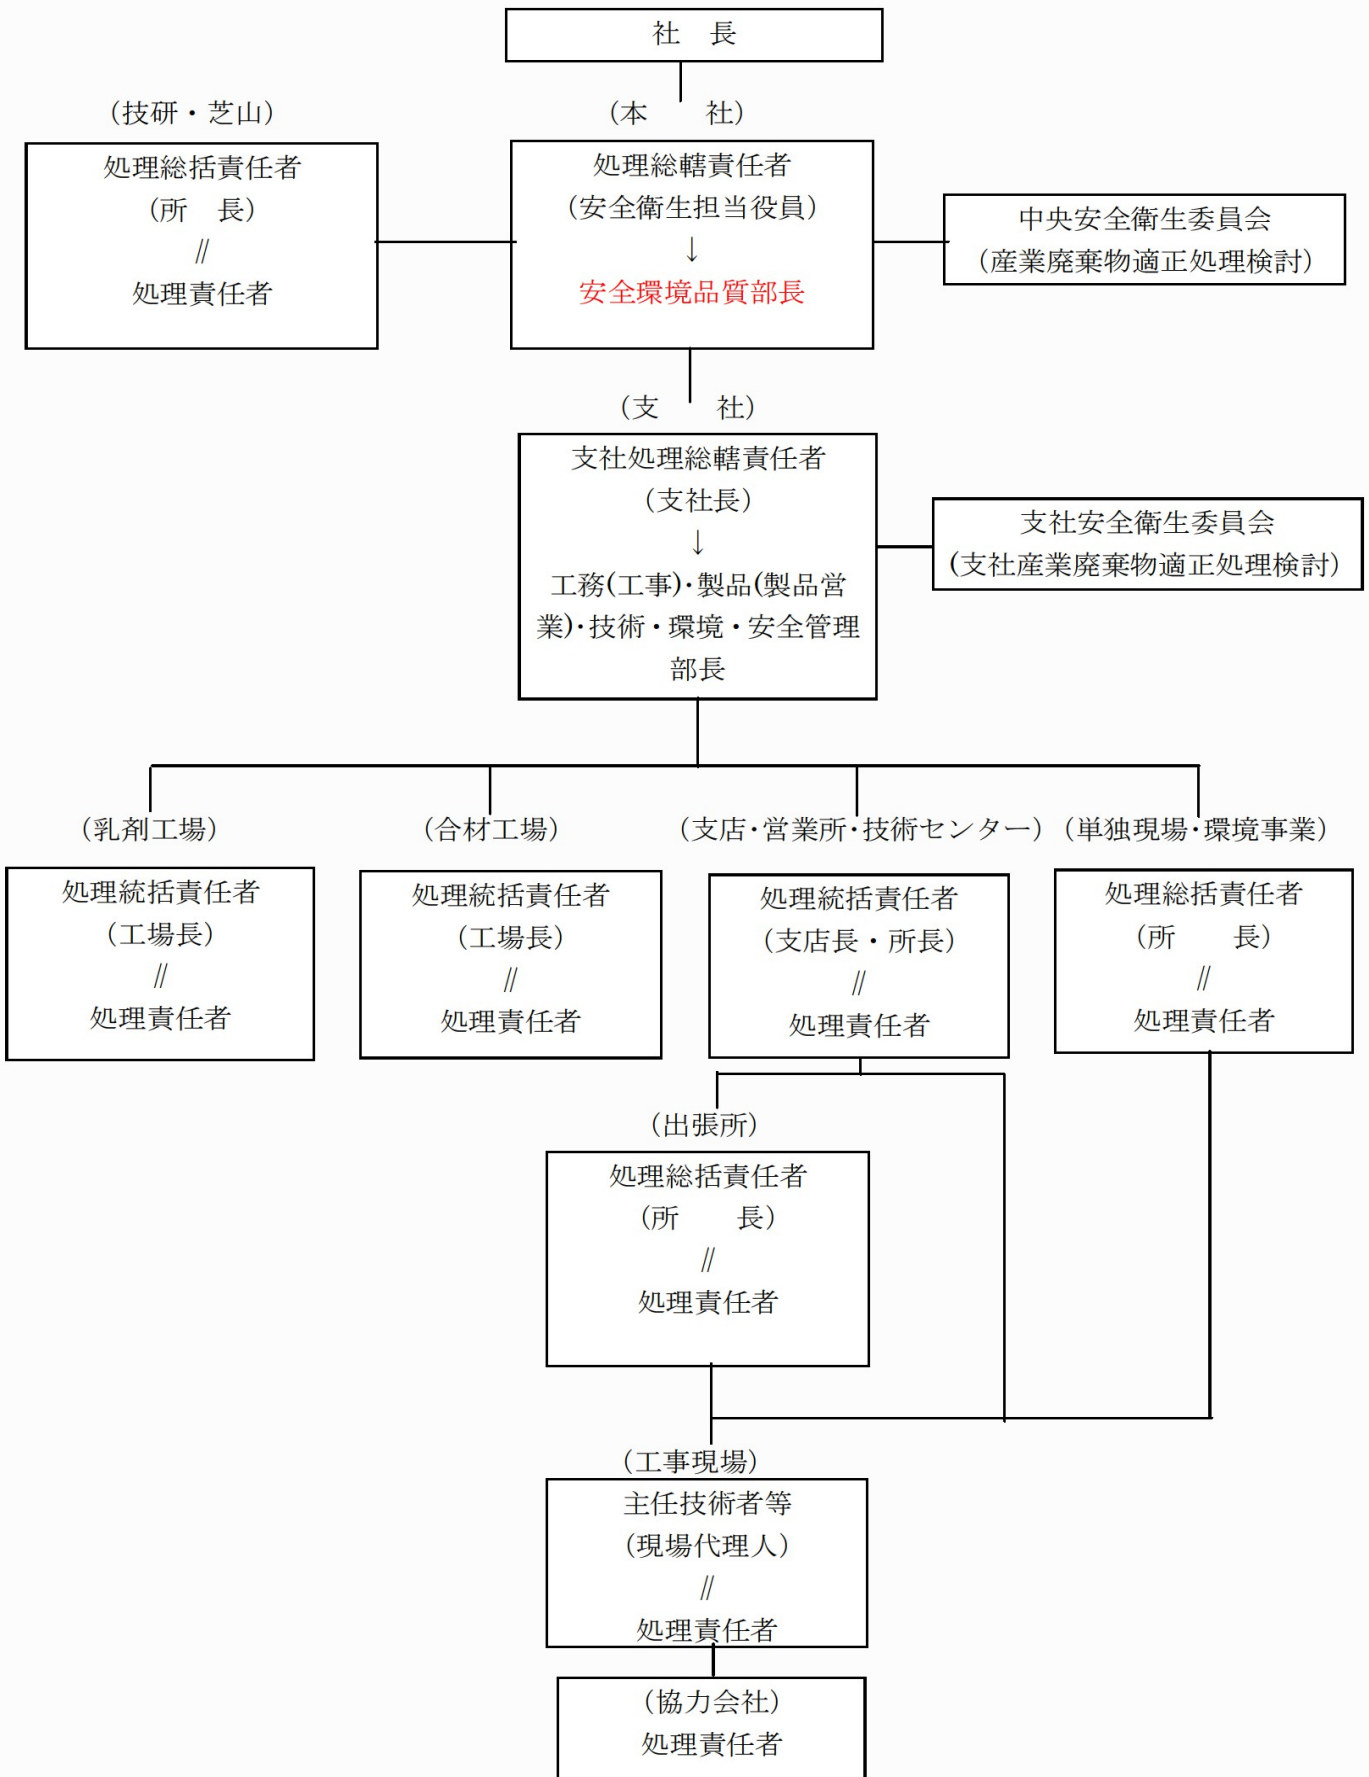 社　長
（技研・芝山）
処理総括責任者
（所　長）
〃
処理責任者
（本　　社）
処理総轄責任者
（安全衛生担当役員）
↓
安全環境品質部長
中央安全衛生委員会
（産業廃棄物適正処理検討）
（支　　社）
支社処理総轄責任者
（支社長）
↓
工務(工事)・製品(製品営
業)・技術・環境・安全管理
部長
支社安全衛生委員会
(支社産業廃棄物適正処理検討）
（乳剤工場）
処理統括責任者
（工場長）
〃
処理責任者
（合材工場）
処理統括責任者
（工場長）
〃
処理責任者
（支店・営業所・技術センター）
処理統括責任者
（支店長・所長）
〃
処理責任者
（単独現場・環境事業）
処理総括責任者
（所　　長）
〃
処理責任者
（出張所）
処理総括責任者
（所　　長）
〃
処理責任者
（工事現場）
主任技術者等
（現場代理人）
〃
処理責任者
（協力会社）
処理責任者